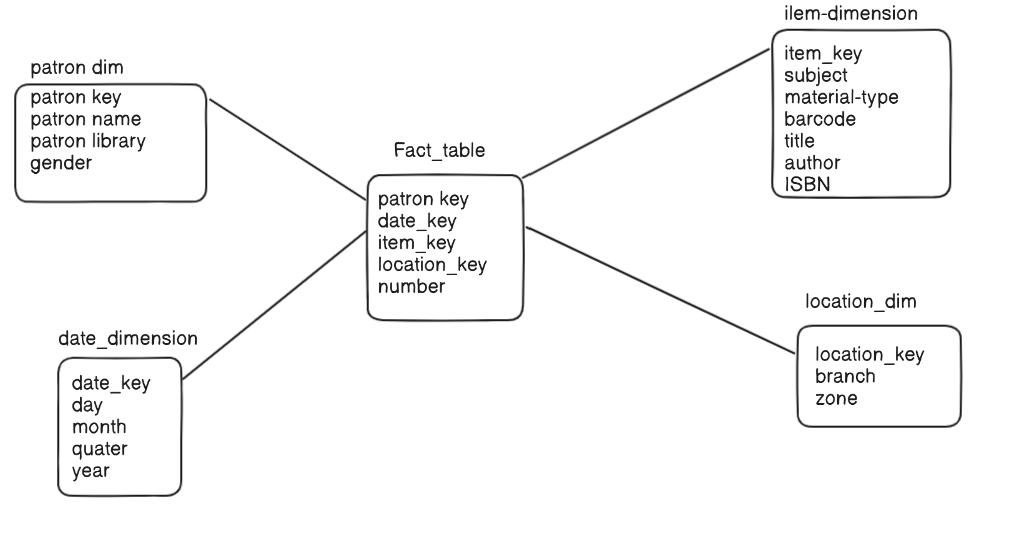 ilem-dimension
item_key
subject
material-type
barcode
title
author
ISBN
patron dim
patron key
patron name
patron library
gender
Fact_table
patron key
date_key
item_key
location_key
number
date_dimension
date_key
day
month
quater
year
location_dim
location_key
branch
zone